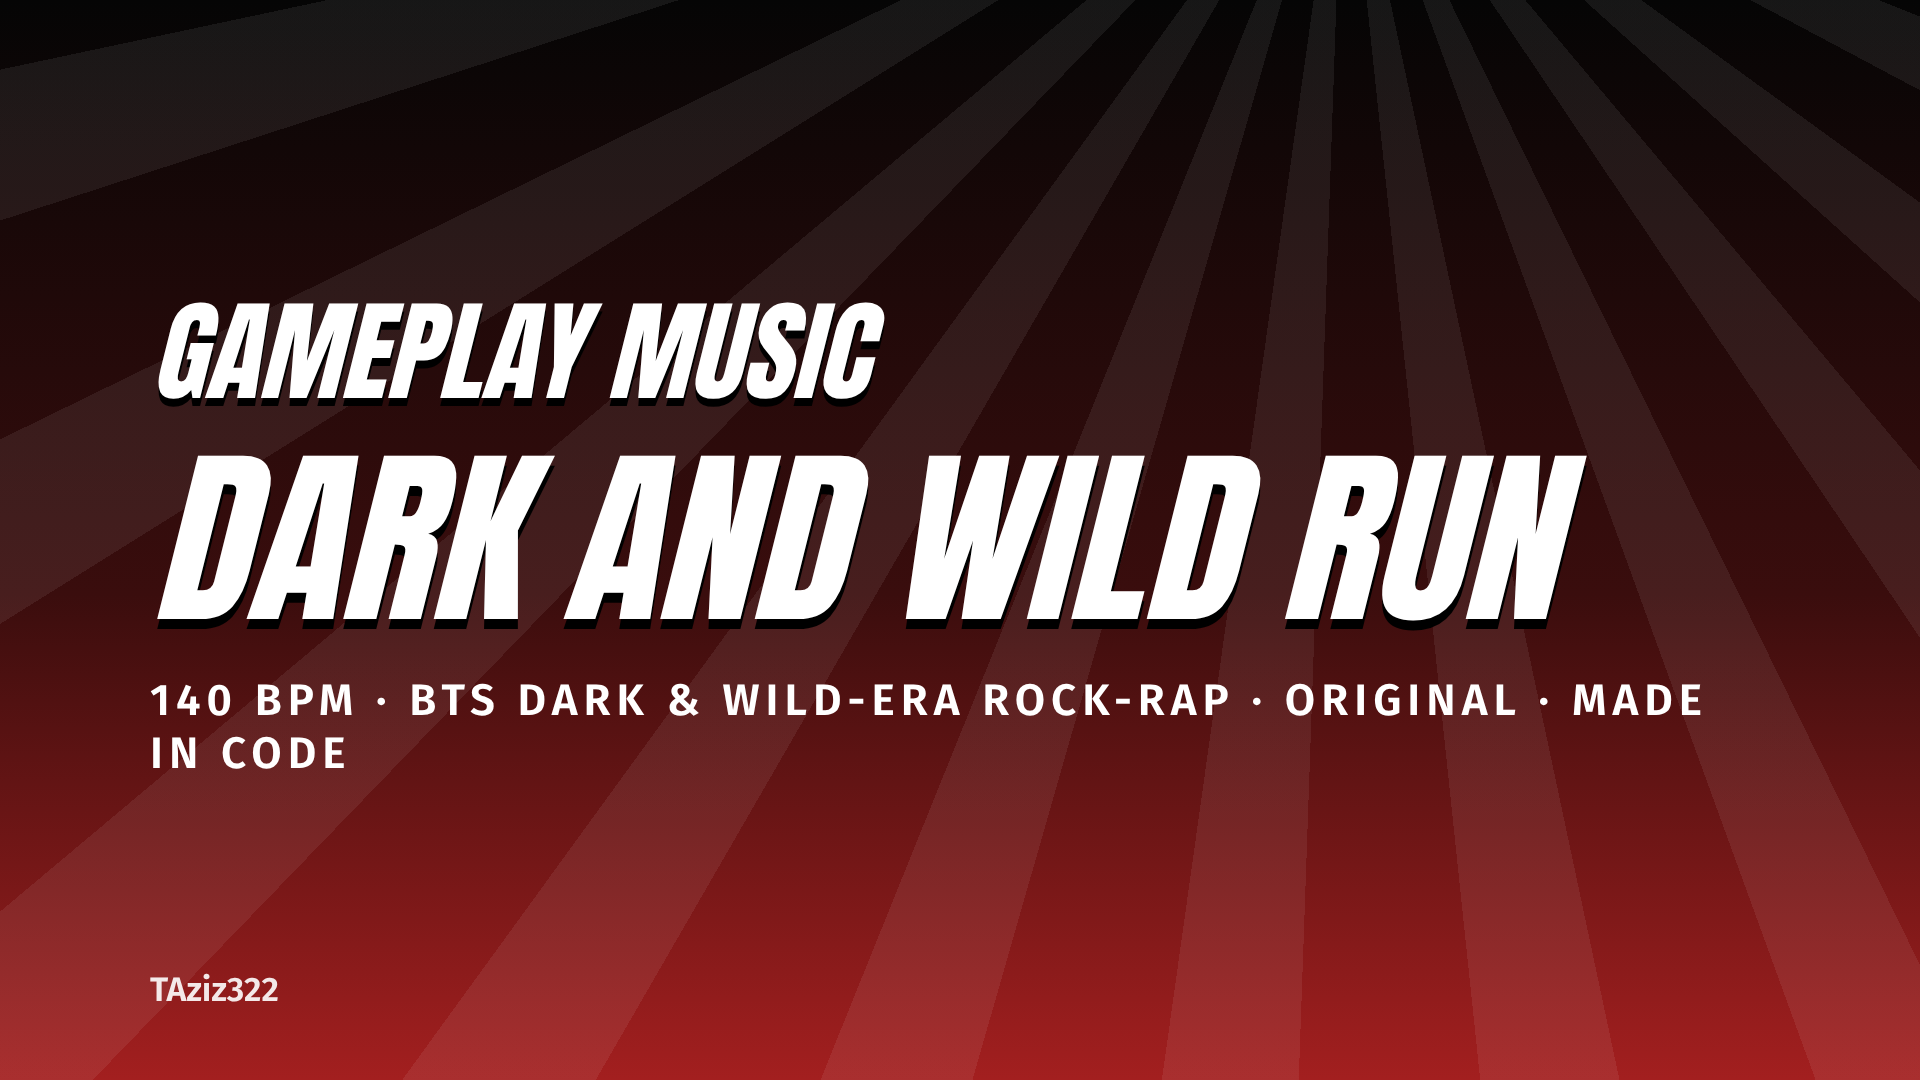 GAMEPLAY MUSIC
DARK AND WILD RUN
140 BPM · BTS DARK & WILD-ERA ROCK-RAP · ORIGINAL · MADE
IN CODE
TAziz322